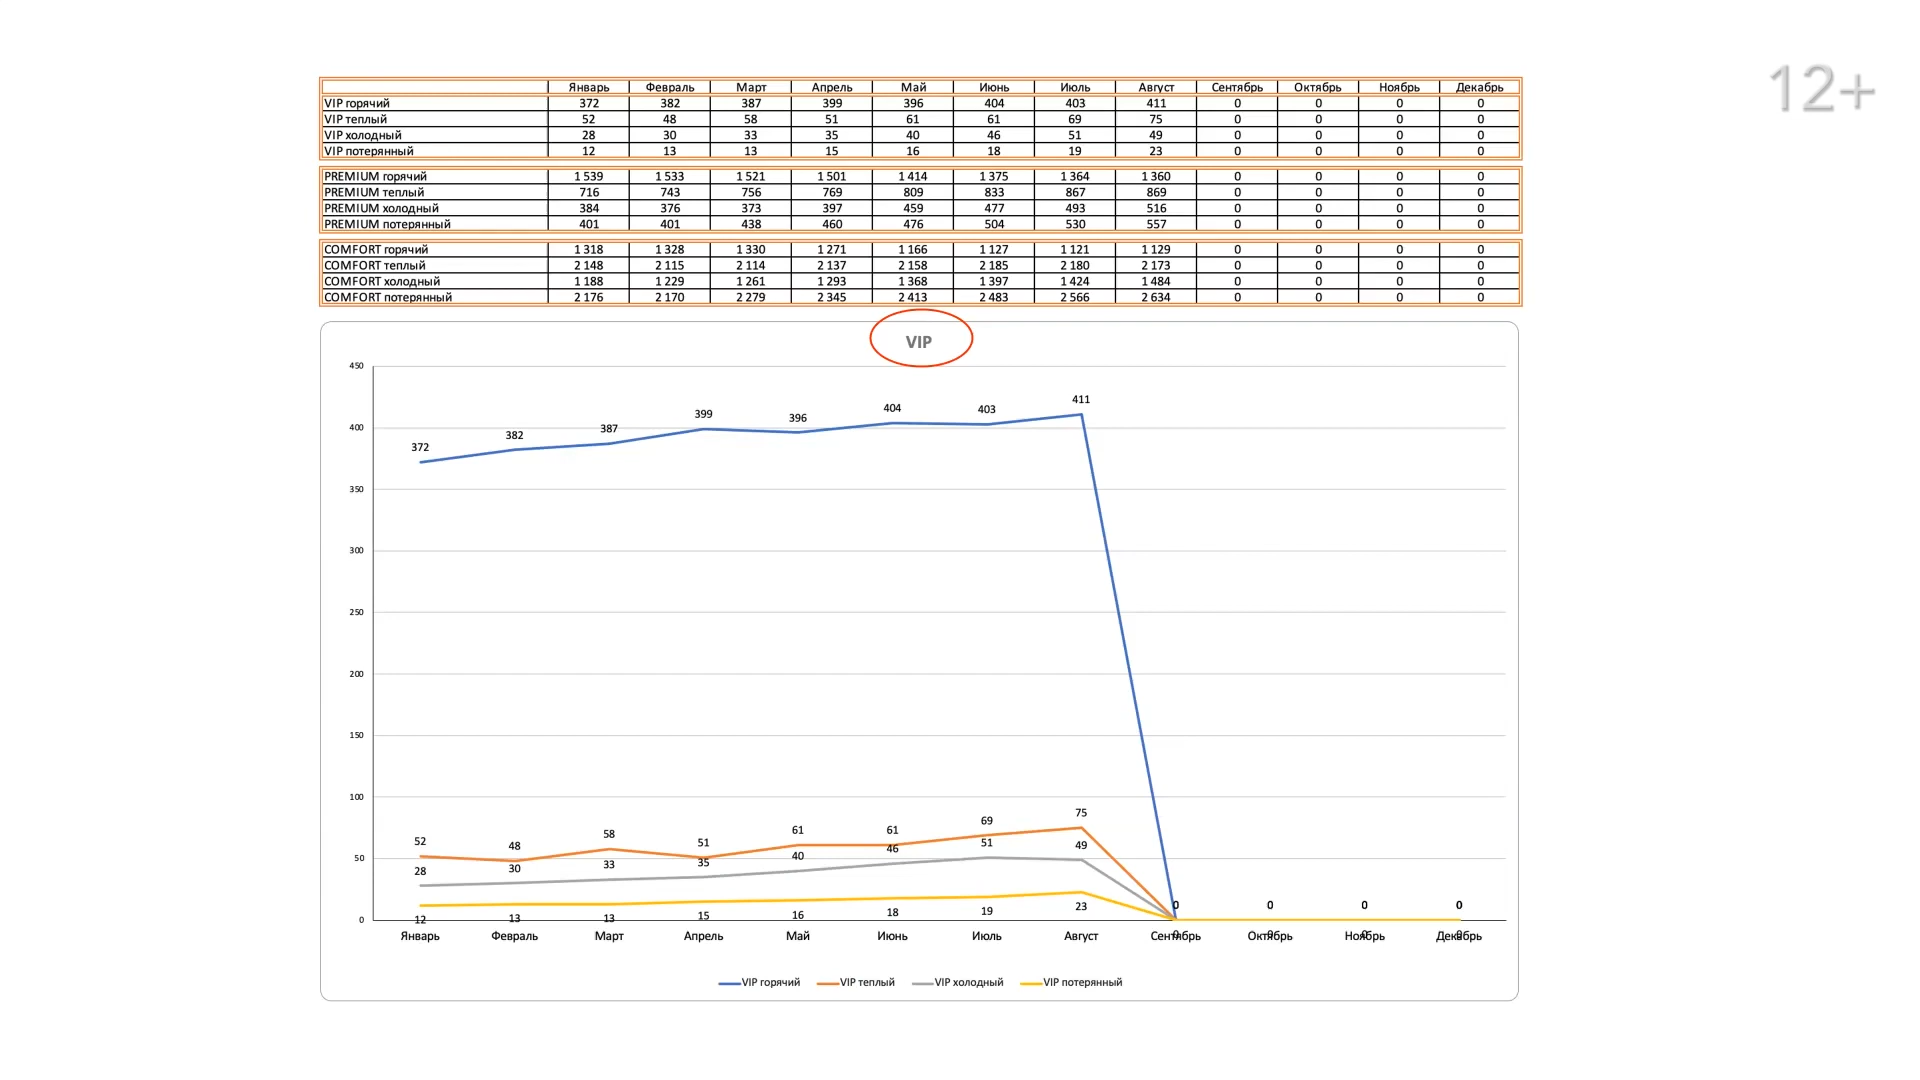 12+
Январь Февраль Март Апрель Май Июнь Июль Август Сентябрь Октябрь Ноябрь Декабрь
VIP горячий 372 382 387 399 396 404 403 411 0 0 0 0
VIP теплый 52 48 58 51 61 61 69 75 0 0 0 0
VIP холодный 28 30 33 35 40 46 51 49 0 0 0 0
VIP потерянный 12 13 13 15 16 18 19 23 0 0 0 0
PREMIUM горячий 1 539 1 533 1 521 1 501 1 414 1 375 1 364 1 360 0 0 0 0
PREMIUM теплый 716 743 756 769 809 833 867 869 0 0 0 0
PREMIUM холодный 384 376 373 397 459 477 493 516 0 0 0 0
PREMIUM потерянный 401 401 438 460 476 504 530 557 0 0 0 0
COMFORT горячий 1 318 1 328 1 330 1 271 1 166 1 127 1 121 1 129 0 0 0 0
COMFORT теплый 2 148 2 115 2 114 2 137 2 158 2 185 2 180 2 173 0 0 0 0
COMFORT холодный 1 188 1 229 1 261 1 293 1 368 1 397 1 424 1 484 0 0 0 0
COMFORT потерянный 2 176 2 170 2 279 2 345 2 413 2 483 2 566 2 634 0 0 0 0
VIP
450
400
350
300
250
200
150
100
50
0
372 382 387 399 396 404 403 411
52 48 58 51 61 61 69 75
28 30 33 35 40 46 51 49
12 13 13 15 16 18 19 23
0 0 0 0
0 0 0 0
Январь Февраль Март Апрель Май Июнь Июль Август Сентябрь Октябрь Ноябрь Декабрь
VIP горячий VIP теплый VIP холодный VIP потерянный